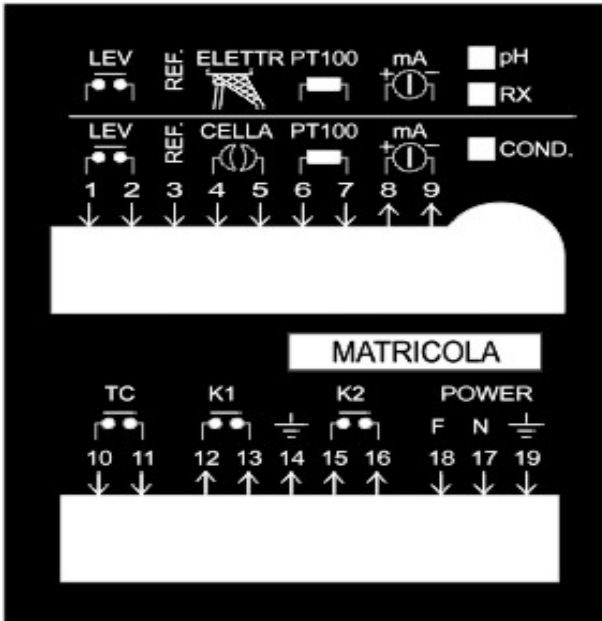 LEV REF. ELETTR PT100 mA pH
+ − RX
LEV REF. CELLA PT100 mA COND.
+ −
1 2 3 4 5 6 7 8 9
MATRICOLA
TC K1 K2 POWER
F N
10 11 12 13 14 15 16 18 17 19